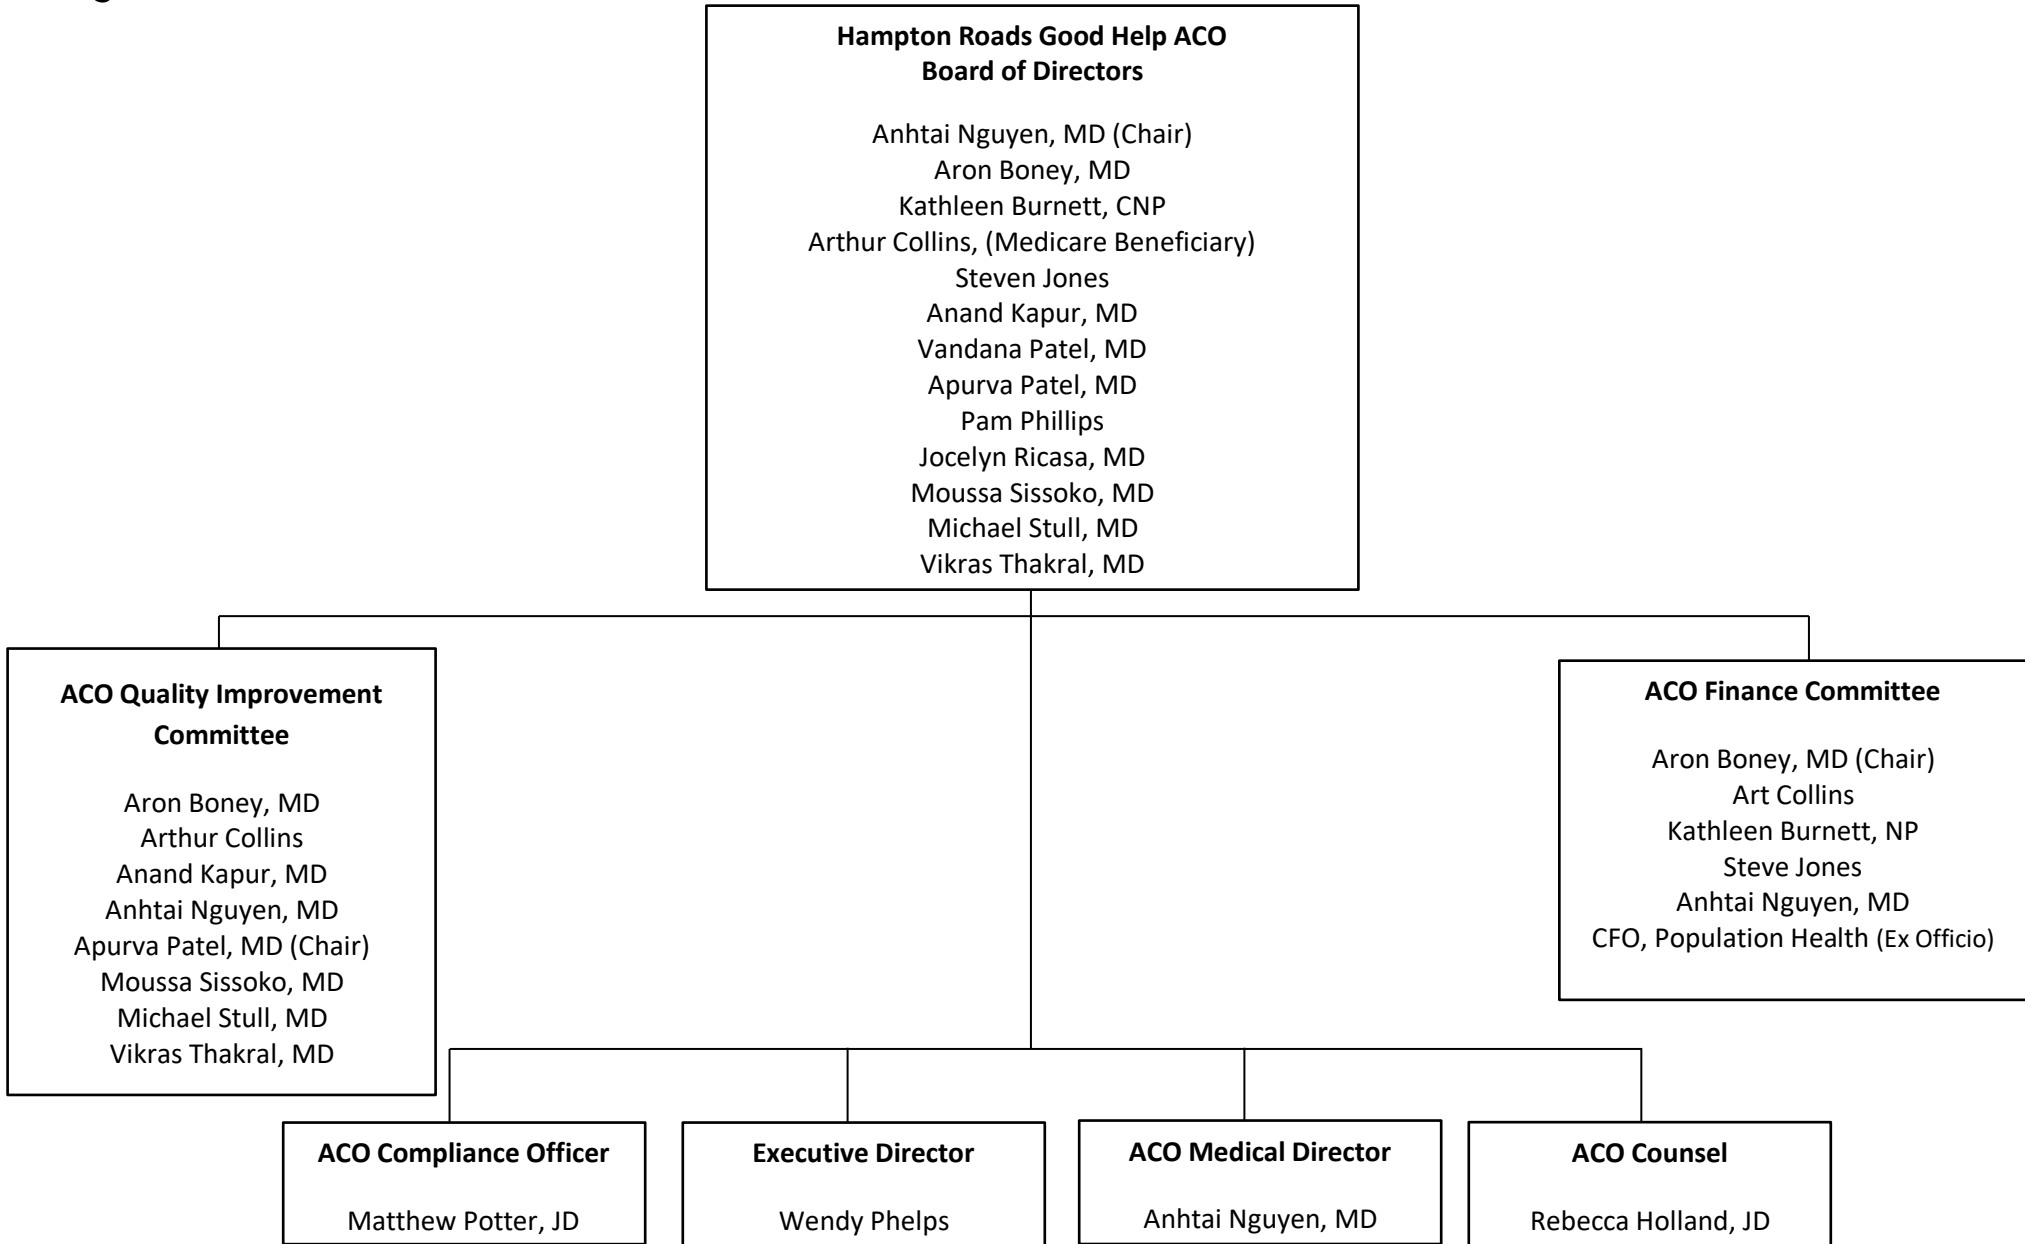 Hampton Roads Good Help ACO
Board of Directors
Anhtai Nguyen, MD (Chair)
Aron Boney, MD
Kathleen Burnett, CNP
Arthur Collins, (Medicare Beneficiary)
Steven Jones
Anand Kapur, MD
Vandana Patel, MD
Apurva Patel, MD
Pam Phillips
Jocelyn Ricasa, MD
Moussa Sissoko, MD
Michael Stull, MD
Vikras Thakral, MD
ACO Quality Improvement
Committee
Aron Boney, MD
Arthur Collins
Anand Kapur, MD
Anhtai Nguyen, MD
Apurva Patel, MD (Chair)
Moussa Sissoko, MD
Michael Stull, MD
Vikras Thakral, MD
ACO Finance Committee
Aron Boney, MD (Chair)
Art Collins
Kathleen Burnett, NP
Steve Jones
Anhtai Nguyen, MD
CFO, Population Health (Ex Officio)
ACO Compliance Officer
Matthew Potter, JD
Executive Director
Wendy Phelps
ACO Medical Director
Anhtai Nguyen, MD
ACO Counsel
Rebecca Holland, JD